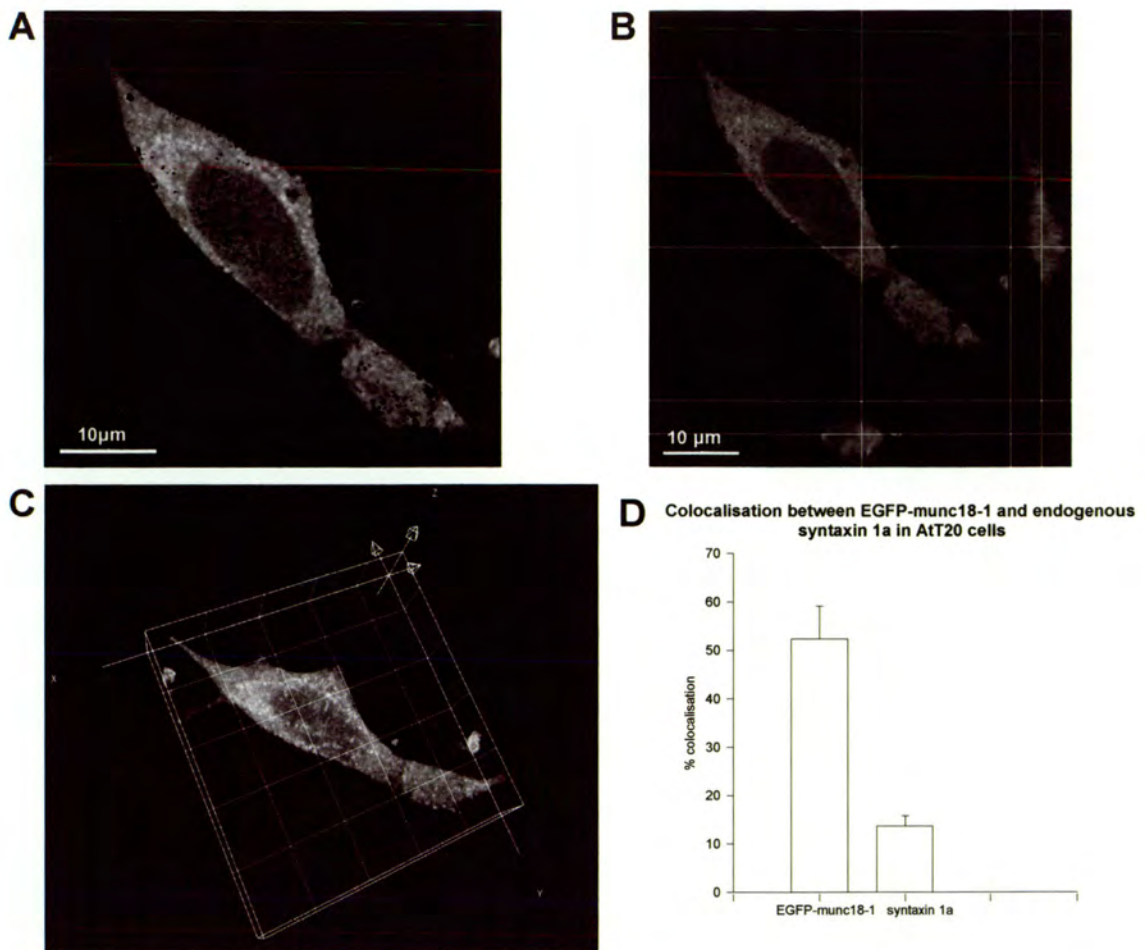 A
10µm
B
10 µm
C
Z
X
Y
D
Colocalisation between EGFP-munc18-1 and endogenous
syntaxin 1a in AtT20 cells
70
60
50
40
30
20
10
0
% colocalisation
EGFP-munc18-1 syntaxin 1a